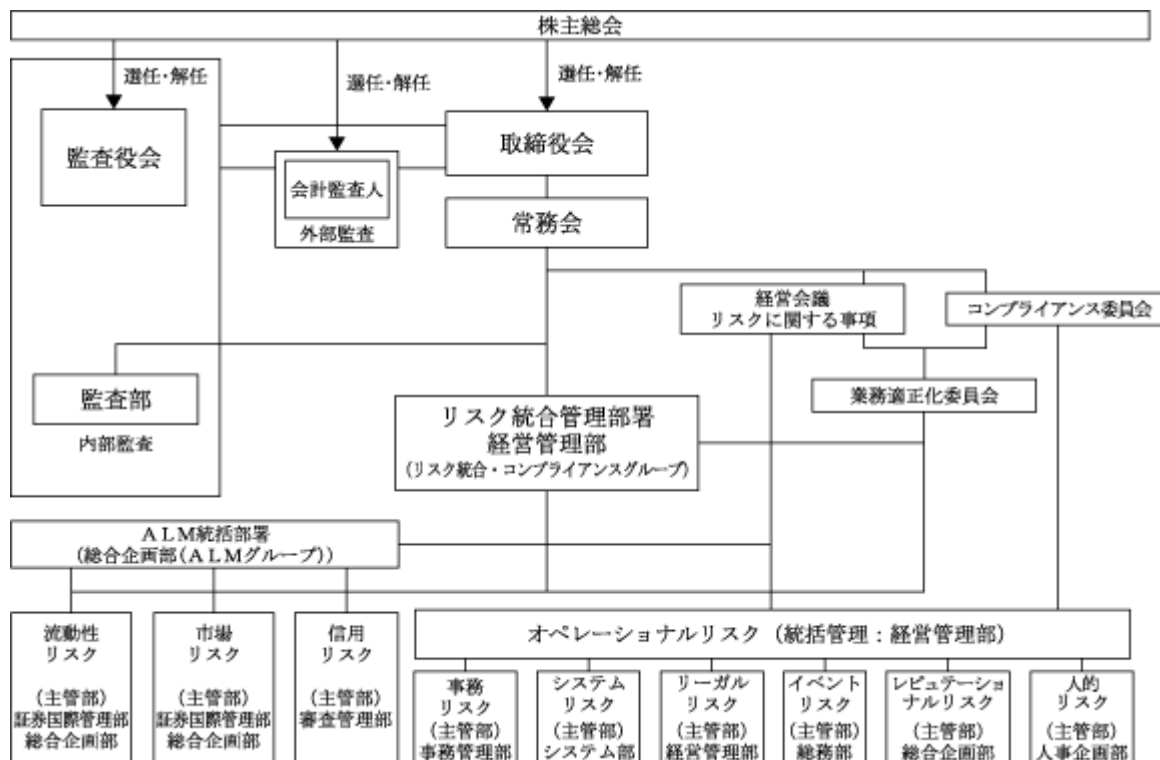 株主総会
選任・解任
選任・解任
選任・解任
監査役会
取締役会
会計監査人
外部監査
常務会
経営会議
リスクに関する事項
コンプライアンス委員会
監査部
内部監査
業務適正化委員会
リスク統合管理部署
経営管理部
(リスク統合・コンプライアンスグループ)
ALM統括部署
(総合企画部(ALMグループ))
流動性
リスク
(主管部)
証券国際管理部
総合企画部
市場
リスク
(主管部)
証券国際管理部
総合企画部
信用
リスク
(主管部)
審査管理部
オペレーショナルリスク（統括管理：経営管理部）
事務
リスク
(主管部)
事務管理部
システム
リスク
(主管部)
システム部
リーガル
リスク
(主管部)
経営管理部
イベント
リスク
(主管部)
総務部
レピュテーショ
ナルリスク
(主管部)
総合企画部
人的
リスク
(主管部)
人事企画部